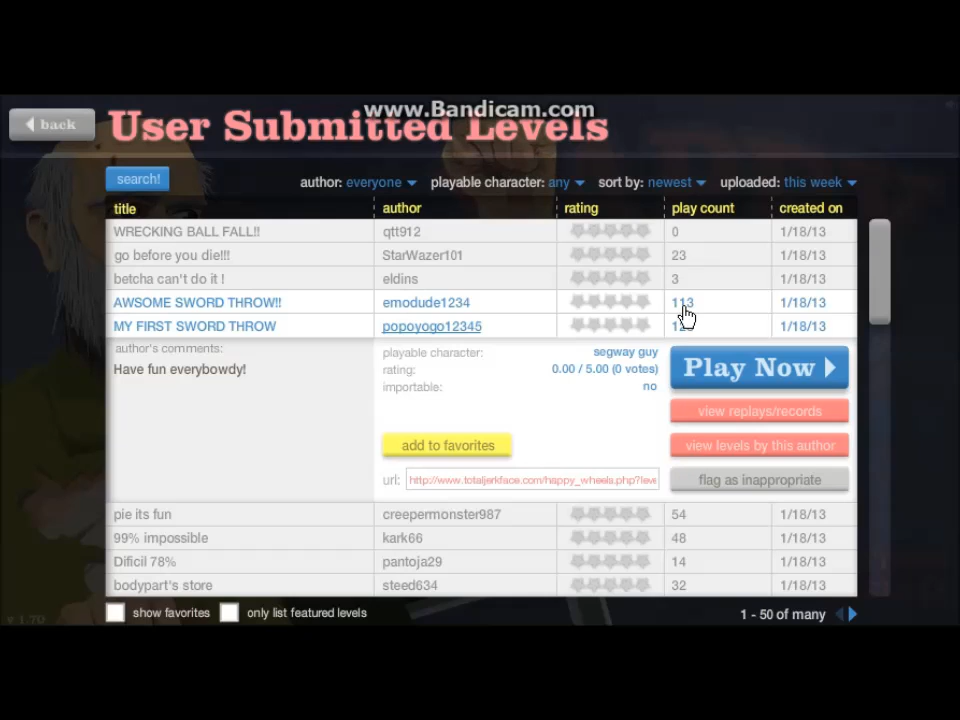 www.Bandicam.com
back
User Submitted Levels
search!
author: everyone playable character: any sort by: newest uploaded: this week
title author rating play count created on
WRECKING BALL FALL!! qtt912 0 1/18/13
go before you die!!! StarWazer101 23 1/18/13
betcha can't do it ! eldins 3 1/18/13
AWSOME SWORD THROW!! emodude1234 113 1/18/13
MY FIRST SWORD THROW popoyogo12345 1/18/13
author's comments:
Have fun everybowdy!
playable character: segway guy
rating: 0.00 / 5.00 (0 votes)
importable: no
Play Now
view replays/records
add to favorites
view levels by this author
url: http://www.totaljerkface.com/happy_wheels.php?leve
flag as inappropriate
pie its fun creepermonster987 54 1/18/13
99% impossible kark66 48 1/18/13
Dificil 78% pantoja29 14 1/18/13
bodypart's store steed634 32 1/18/13
show favorites only list featured levels 1 - 50 of many
v 1.70